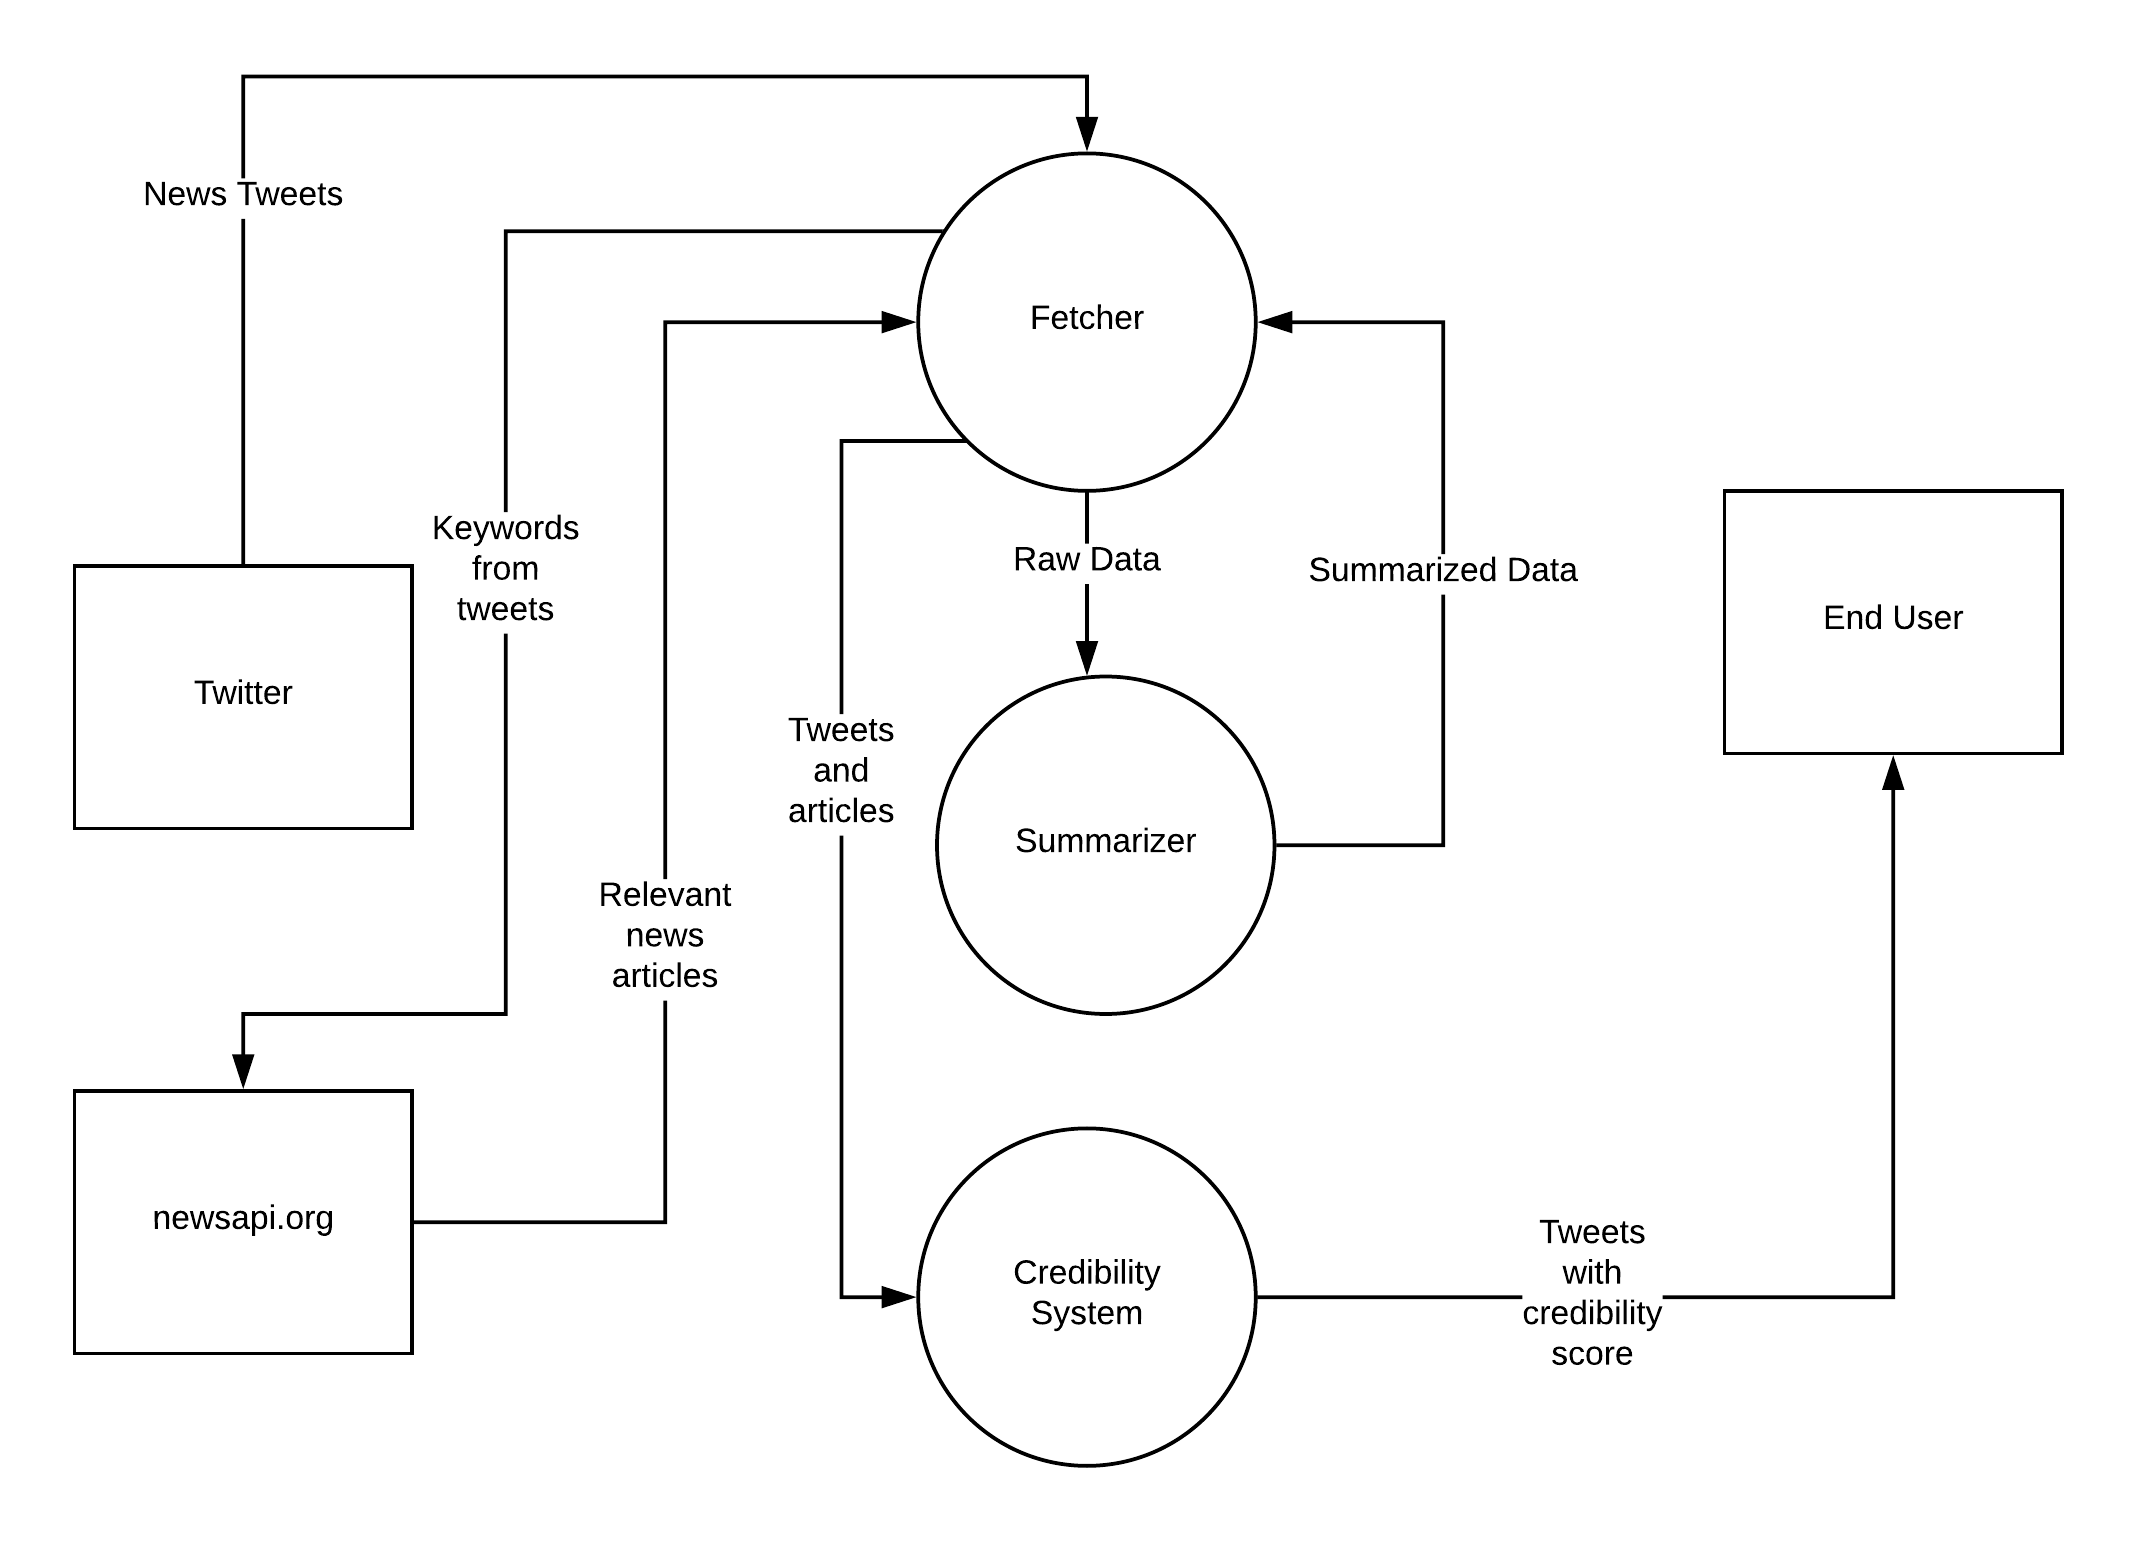 News Tweets
Fetcher
Keywords
from
tweets
Raw Data
Summarized Data
End User
Twitter
Tweets
and
articles
Summarizer
Relevant
news
articles
newsapi.org
Credibility
System
Tweets
with
credibility
score